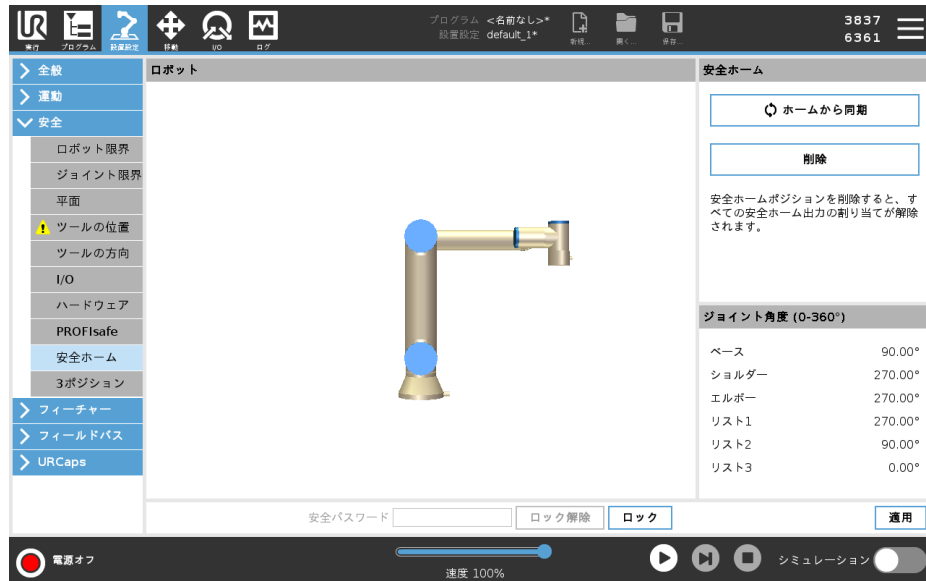 UR
実行
プログラム
設置設定
移動
I/O
ログ
プログラム <名前なし>*
設置設定 default_1*
新規...
開く...
保存...
3837
6361
全般
運動
安全
ロボット限界
ジョイント限界
平面
ツールの位置
ツールの方向
I/O
ハードウェア
PROFIsafe
安全ホーム
3ポジション
フィーチャー
フィールドバス
URCaps
ロボット
安全ホーム
ホームから同期
削除
安全ホームポジションを削除すると、す
べての安全ホーム出力の割り当てが解除
されます。
ジョイント角度 (0-360°)
ベース 90.00°
ショルダー 270.00°
エルボー 270.00°
リスト1 270.00°
リスト2 90.00°
リスト3 0.00°
安全パスワード
ロック解除
ロック
適用
電源オフ
速度 100%
シミュレーション